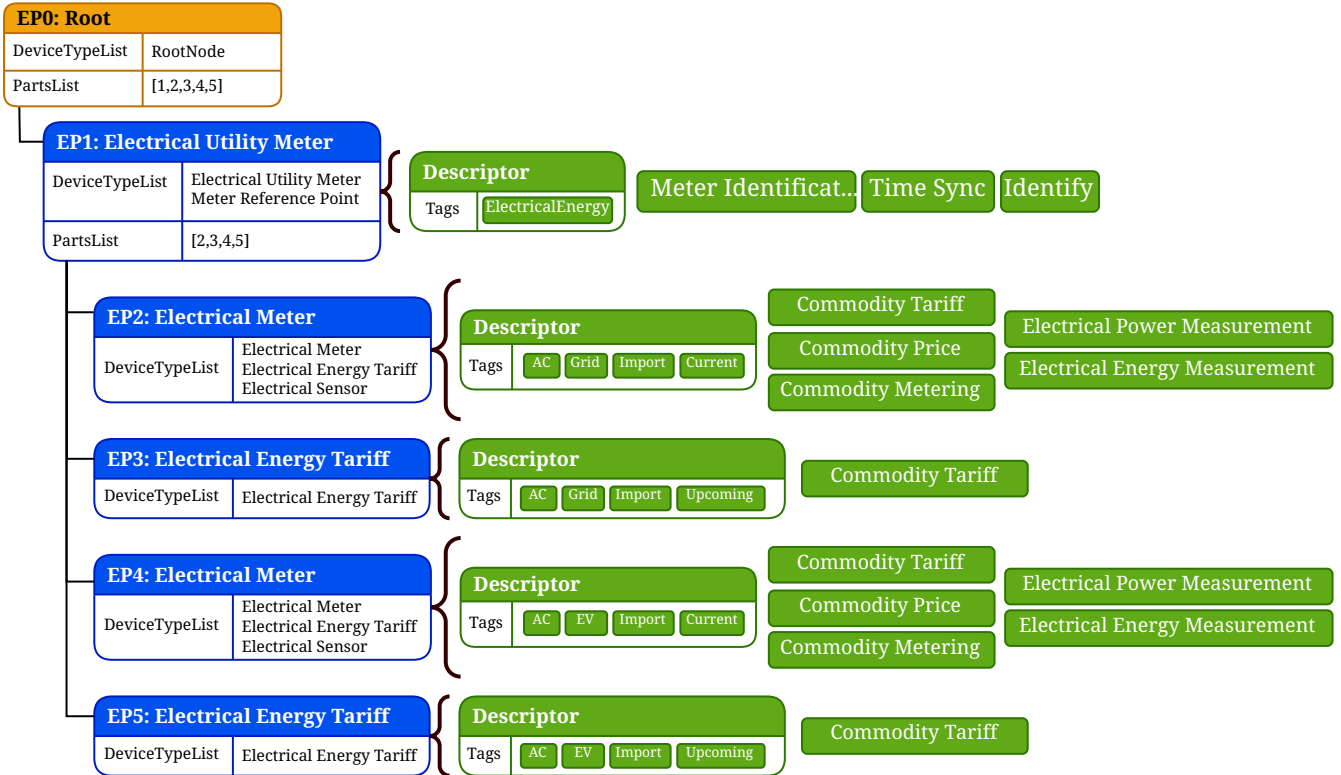 EP0: Root
DeviceTypeList RootNode
PartsList [1,2,3,4,5]
EP1: Electrical Utility Meter
DeviceTypeList Electrical Utility Meter
Meter Reference Point
PartsList [2,3,4,5]
Descriptor
Tags ElectricalEnergy
Meter Identificat...
Time Sync
Identify
EP2: Electrical Meter
DeviceTypeList Electrical Meter
Electrical Energy Tariff
Electrical Sensor
Descriptor
Tags AC Grid Import Current
Commodity Tariff
Commodity Price
Commodity Metering
Electrical Power Measurement
Electrical Energy Measurement
EP3: Electrical Energy Tariff
DeviceTypeList Electrical Energy Tariff
Descriptor
Tags AC Grid Import Upcoming
Commodity Tariff
EP4: Electrical Meter
DeviceTypeList Electrical Meter
Electrical Energy Tariff
Electrical Sensor
Descriptor
Tags AC EV Import Current
Commodity Tariff
Commodity Price
Commodity Metering
Electrical Power Measurement
Electrical Energy Measurement
EP5: Electrical Energy Tariff
DeviceTypeList Electrical Energy Tariff
Descriptor
Tags AC EV Import Upcoming
Commodity Tariff